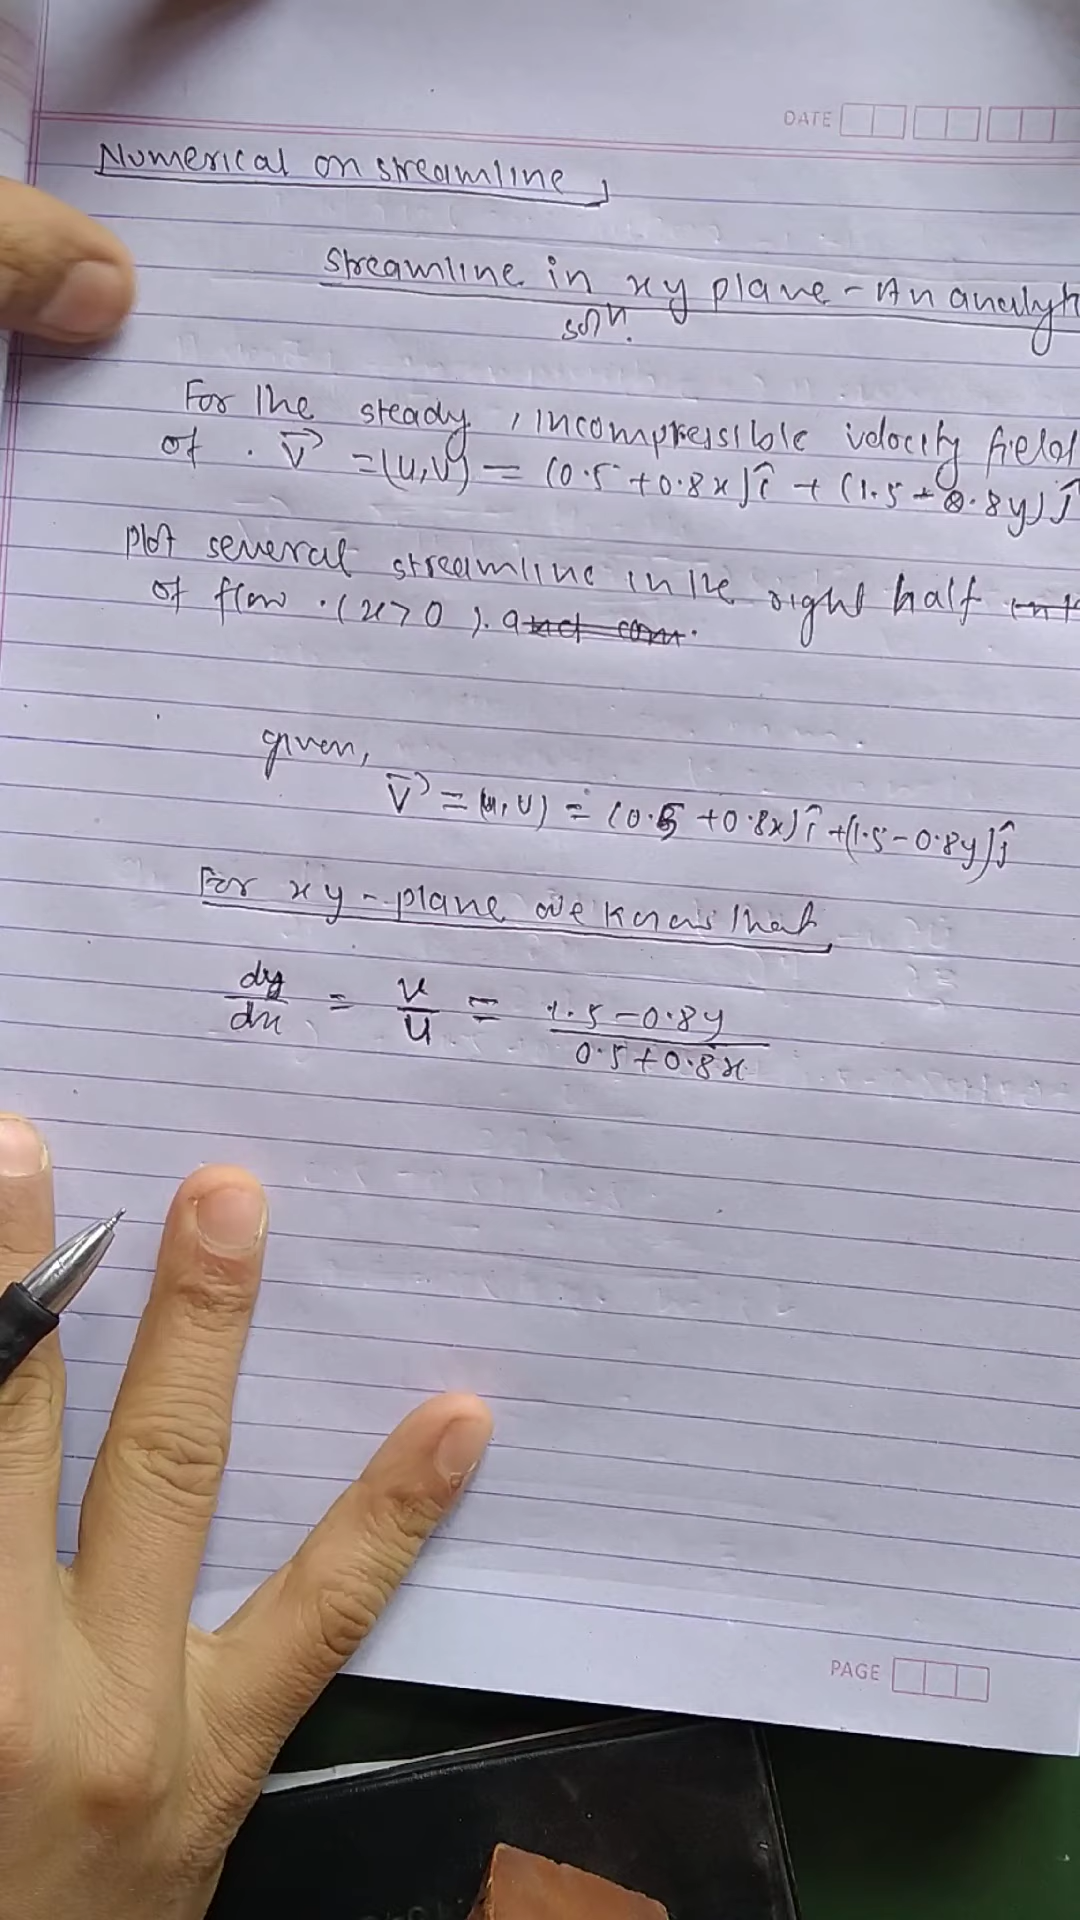 DATE
Numerical on streamline,
Streamline in xy plane - An analyt
soln.
For the steady, incompressible velocity field
of . V⃗ = (u,v) = (0.5+0.8x)î + (1.5-0.8y)ĵ
Plot several streamline in the right half
of flow . (x>0).
given,
V⃗ = (u,v) = (0.5+0.8x)î+(1.5-0.8y)ĵ
For xy-plane we know that,
dy/dx = v/u = 1.5-0.8y/0.5+0.8x
PAGE